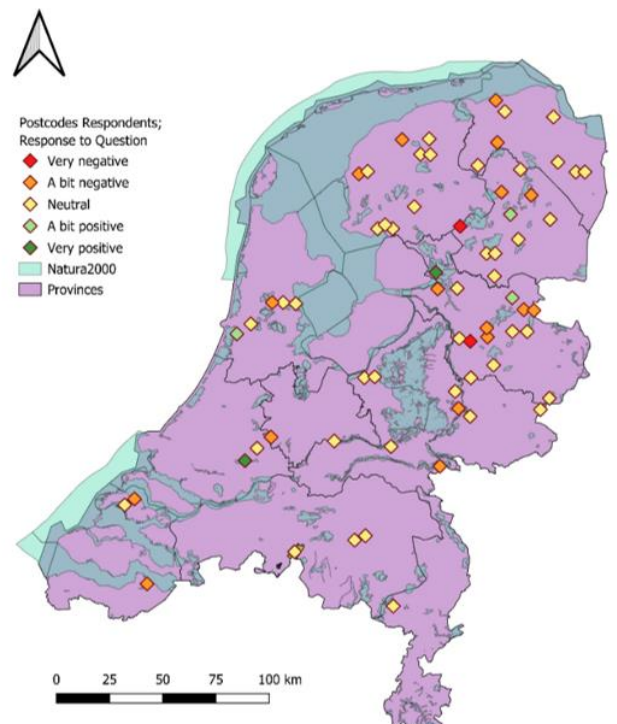 Postcodes Respondents;
Response to Question
Very negative
A bit negative
Neutral
A bit positive
Very positive
Natura2000
Provinces
0 25 50 75 100 km